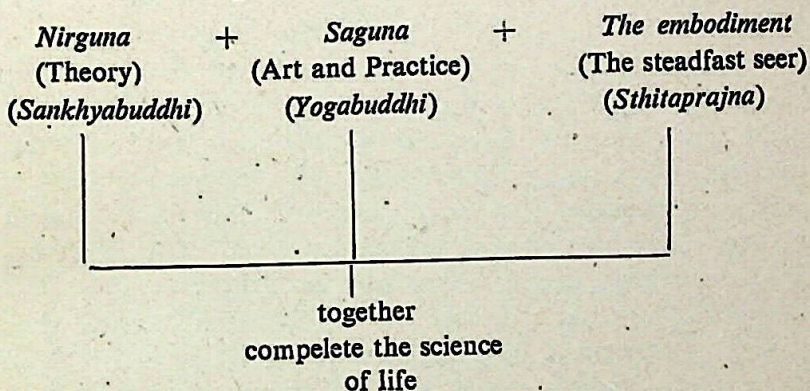 Nirguna + Saguna + The embodiment
(Theory) (Art and Practice) (The steadfast seer)
(Sankhyabuddhi) (Yogabuddhi) (Sthitaprajna)
together
compelete the science
of life